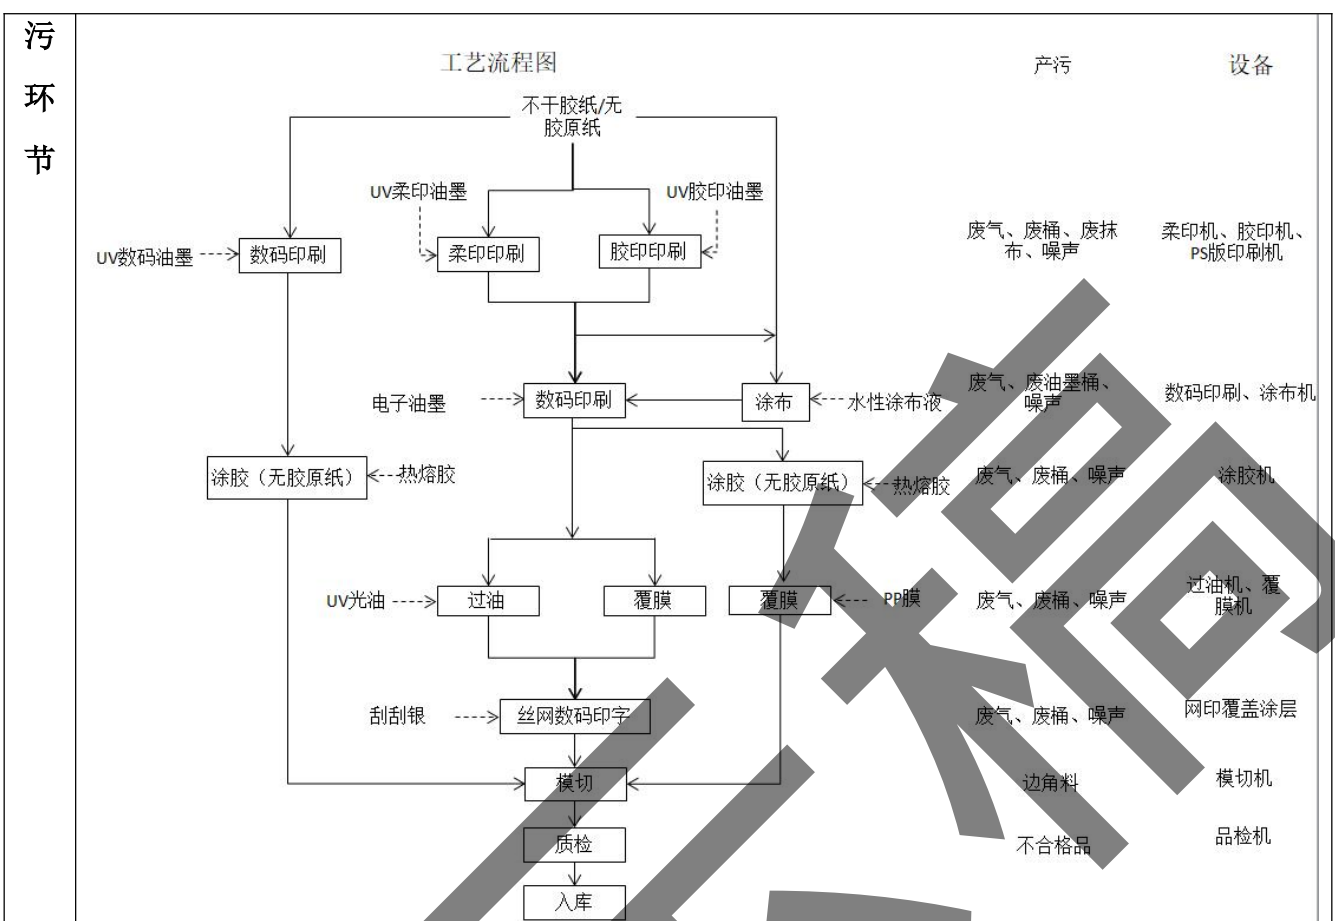 污
环
节
工艺流程图
产污
设备
不干胶纸/无
胶原纸
UV柔印油墨
UV胶印油墨
UV数码油墨
数码印刷
柔印印刷
胶印印刷
废气、废桶、废抹
布、噪声
柔印机、胶印机、
PS版印刷机
电子油墨
数码印刷
涂布
水性涂布液
废气、废油墨桶、
噪声
数码印刷、涂布机
涂胶（无胶原纸）
热熔胶
涂胶（无胶原纸）
热熔胶
废气、废桶、噪声
涂胶机
UV光油
过油
覆膜
覆膜
PP膜
废气、废桶、噪声
过油机、覆
膜机
刮刮银
丝网数码印字
废气、废桶、噪声
网印覆盖涂层
模切
边角料
模切机
质检
不合格品
品检机
入库